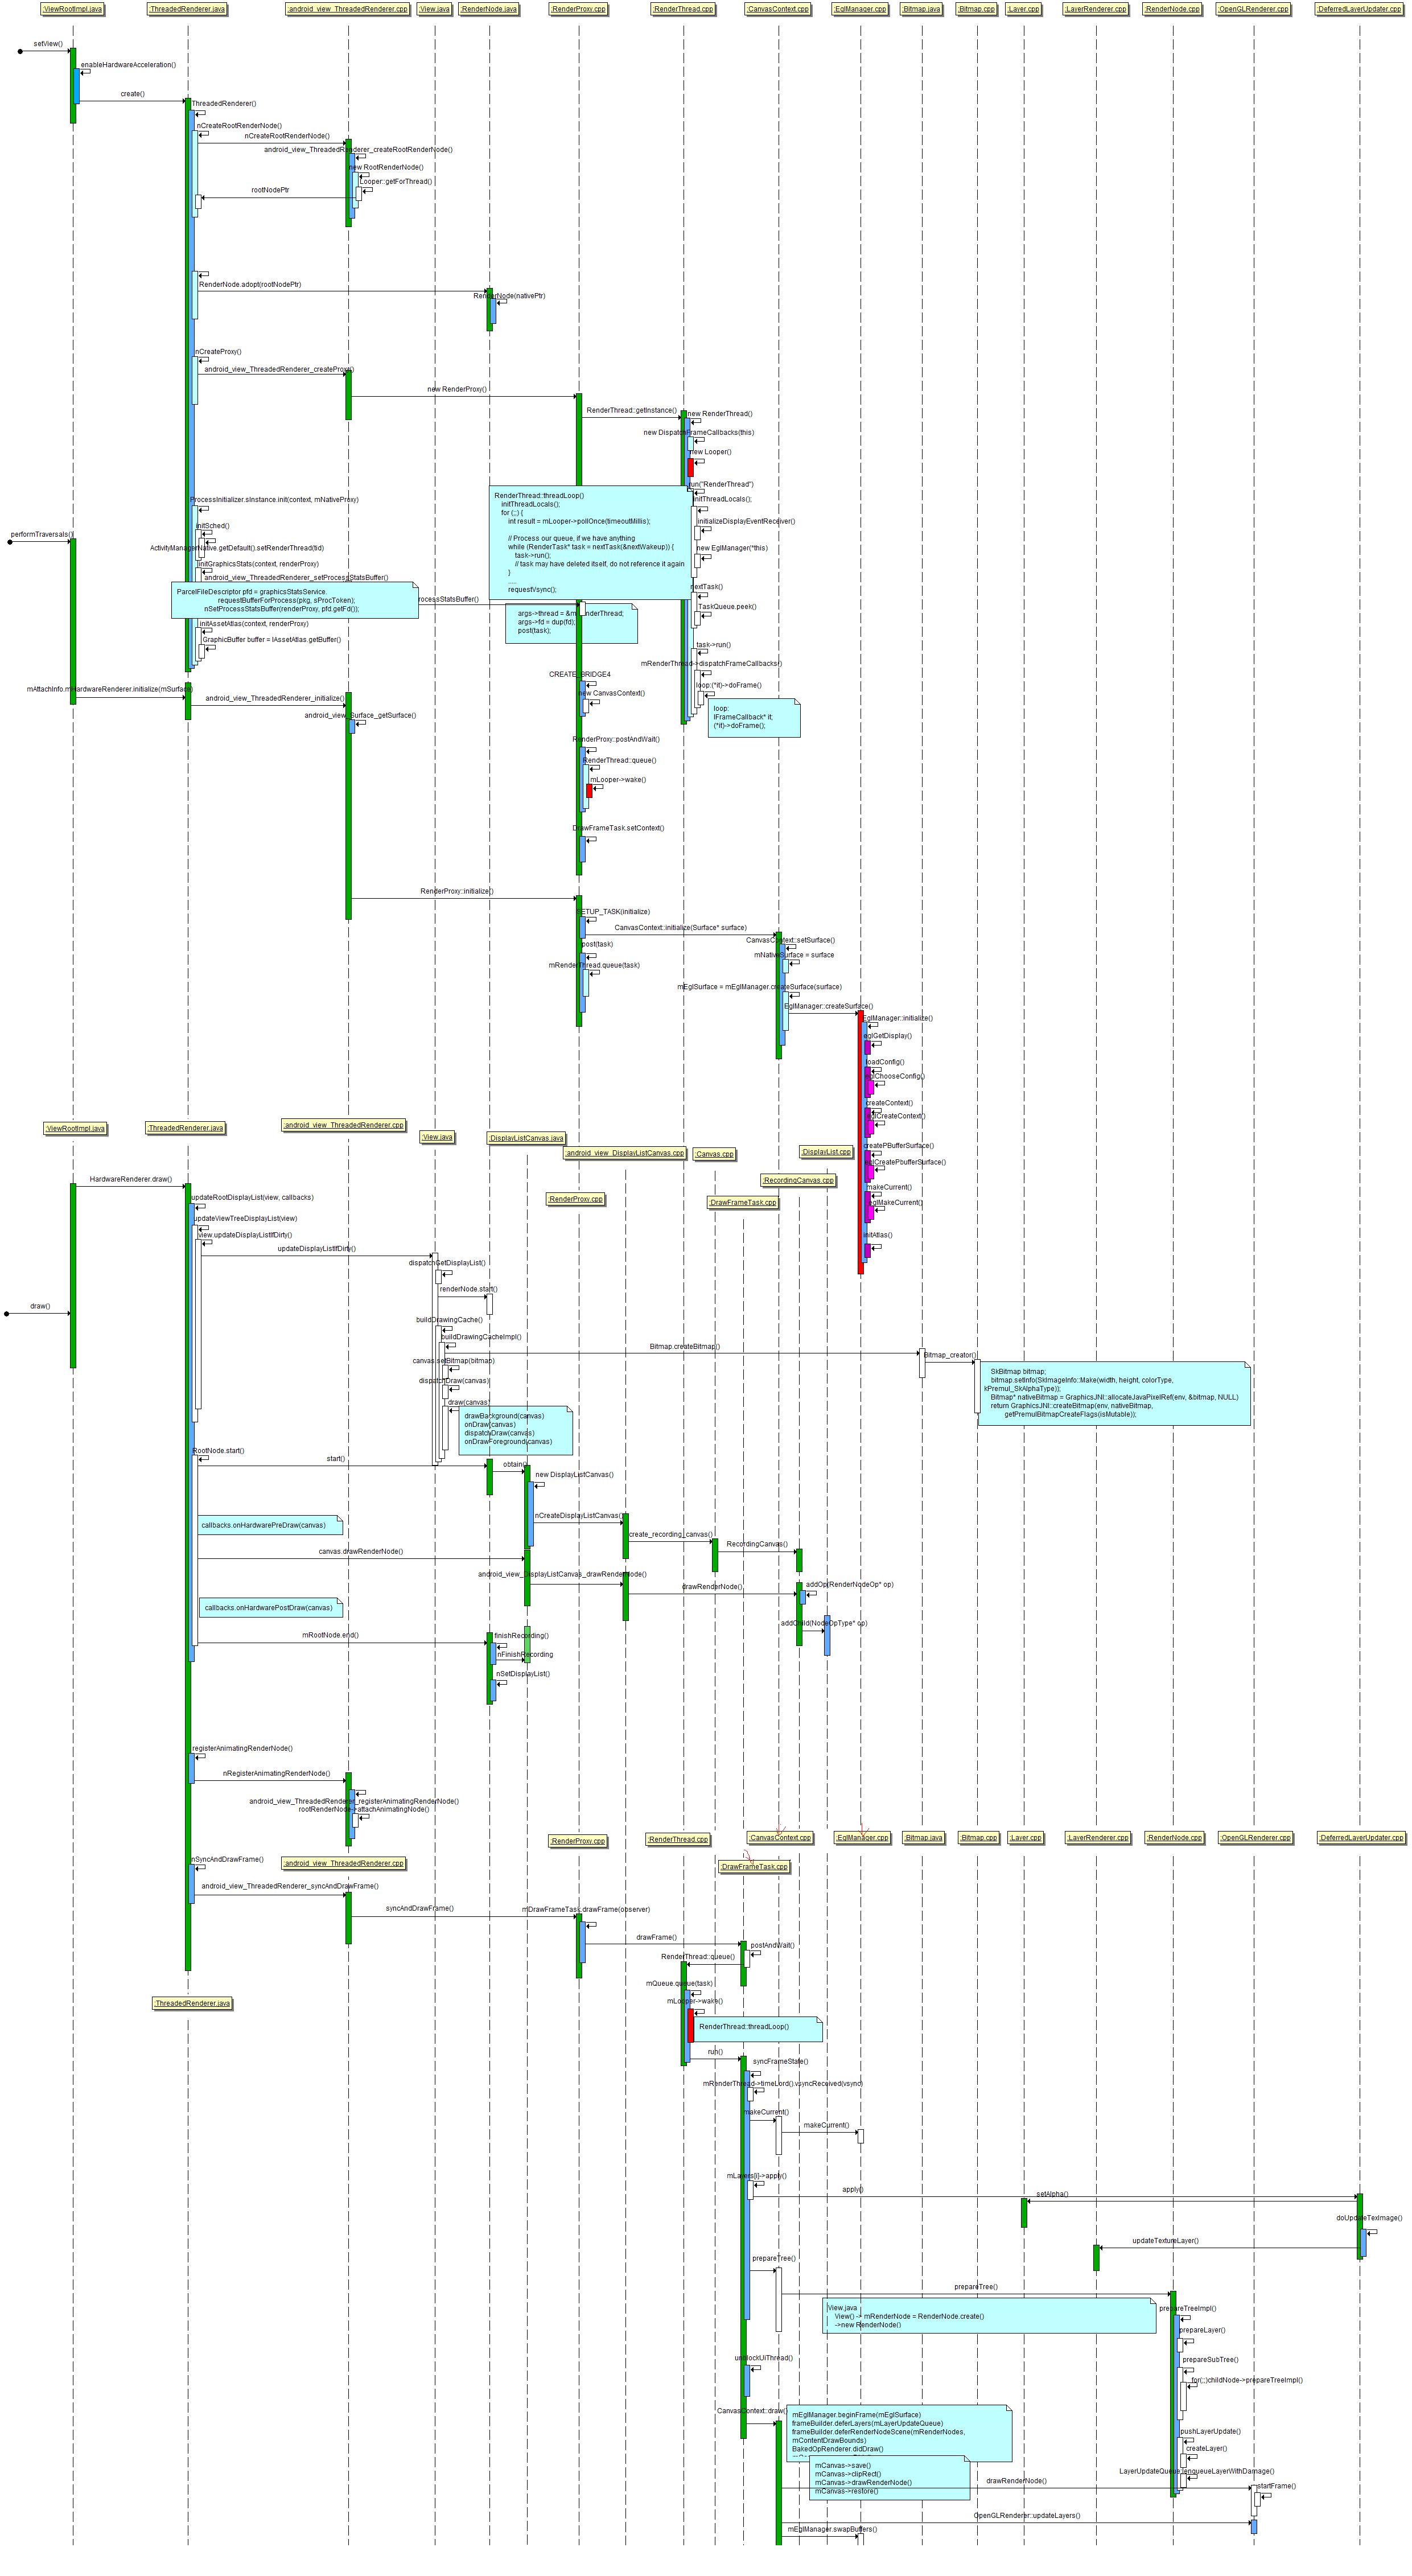 :ViewRootImpl.java
:ThreadedRenderer.java
:android_view_ThreadedRenderer.cpp
:View.java
:RenderNode.java
:RenderProxy.cpp
:RenderThread.cpp
:CanvasContext.cpp
:EglManager.cpp
:Bitmap.java
:Bitmap.cpp
:Layer.cpp
:LayerRenderer.cpp
:RenderNode.cpp
:OpenGLRenderer.cpp
:DeferredLayerUpdater.cpp
setView()
enableHardwareAcceleration()
create()
ThreadedRenderer()
nCreateRootRenderNode()
nCreateRootRenderNode()
android_view_ThreadedRenderer_createRootRenderNode()
new RootRenderNode()
Looper::getForThread()
rootNodePtr
RenderNode.adopt(rootNodePtr)
RenderNode(nativePtr)
nCreateProxy()
android_view_ThreadedRenderer_createProxy()
new RenderProxy()
RenderThread::getInstance()
new RenderThread()
new DispatchFrameCallbacks(this)
new Looper()
run("RenderThread")
RenderThread::threadLoop()
initThreadLocals();
for (;;) {
int result = mLooper->pollOnce(timeoutMillis);
// Process our queue, if we have anything
while (RenderTask* task = nextTask(&nextWakeup)) {
task->run();
// task may have deleted itself, do not reference it again
}
.....
requestVsync();
initThreadLocals();
initializeDisplayEventReceiver()
new EglManager(*this)
nextTask()
TaskQueue.peek()
task->run()
mRenderThread->dispatchFrameCallbacks()
loop:(*it)->doFrame()
loop:
IFrameCallback* it;
(*it)->doFrame();
ProcessInitializer.sInstance.init(context, mNativeProxy)
initSched()
performTraversals()
ActivityManagerNative.getDefault().setRenderThread(tid)
initGraphicsStats(context, renderProxy)
android_view_ThreadedRenderer_setProcessStatsBuffer()
ParcelFileDescriptor pfd = graphicsStatsService.
requestBufferForProcess(pkg, sProcToken);
nSetProcessStatsBuffer(renderProxy, pfd.getFd());
rocessStatsBuffer()
args->thread = &m enderThread;
args->fd = dup(fd);
post(task);
initAssetAtlas(context, renderProxy)
GraphicBuffer buffer = IAssetAtlas.getBuffer()
CREATE_BRIDGE4
new CanvasContext()
mAttachInfo.mHardwareRenderer.initialize(mSurface)
android_view_ThreadedRenderer_initialize()
android_view_Surface_getSurface()
RenderProxy::postAndWait()
RenderThread::queue()
mLooper->wake()
DrawFrameTask.setContext()
RenderProxy::initialize()
SETUP_TASK(initialize)
CanvasContext::initialize(Surface* surface)
post(task)
CanvasContext::setSurface()
mNativeSurface = surface
mRenderThread.queue(task)
mEglSurface = mEglManager.createSurface(surface)
EglManager::createSurface()
EglManager::initialize()
eglGetDisplay()
loadConfig()
eglChooseConfig()
createContext()
eglCreateContext()
createPBufferSurface()
eglCreatePbufferSurface()
makeCurrent()
eglMakeCurrent()
initAtlas()
:ViewRootImpl.java
:ThreadedRenderer.java
:android_view_ThreadedRenderer.cpp
:View.java
:DisplayListCanvas.java
:android_view_DisplayListCanvas.cpp
:Canvas.cpp
:DisplayList.cpp
:RecordingCanvas.cpp
:RenderProxy.cpp
:DrawFrameTask.cpp
HardwareRenderer.draw()
updateRootDisplayList(view, callbacks)
updateViewTreeDisplayList(view)
view.updateDisplayListIfDirty()
updateDisplayListIfDirty()
dispatchGetDisplayList()
renderNode.start()
draw()
buildDrawingCache()
buildDrawingCacheImpl()
Bitmap.createBitmap()
Bitmap_creator()
SkBitmap bitmap;
bitmap.setInfo(SkImageInfo::Make(width, height, colorType,
kPremul_SkAlphaType));
Bitmap* nativeBitmap = GraphicsJNI::allocateJavaPixelRef(env, &bitmap, NULL)
return GraphicsJNI::createBitmap(env, nativeBitmap,
getPremulBitmapCreateFlags(isMutable));
canvas.setBitmap(bitmap)
dispatchDraw(canvas)
draw(canvas)
drawBackground(canvas)
onDraw(canvas)
dispatchDraw(canvas)
onDrawForeground(canvas)
RootNode.start()
start()
obtain()
new DisplayListCanvas()
nCreateDisplayListCanvas()
callbacks.onHardwarePreDraw(canvas)
create_recording_canvas()
RecordingCanvas()
canvas.drawRenderNode()
android_view_DisplayListCanvas_drawRenderNode()
drawRenderNode()
addOp(RenderNodeOp* op)
callbacks.onHardwarePostDraw(canvas)
addChild(NodeOpType* op)
mRootNode.end()
finishRecording()
nFinishRecording
nSetDisplayList()
registerAnimatingRenderNode()
nRegisterAnimatingRenderNode()
android_view_ThreadedRenderer_registerAnimatingRenderNode()
rootRenderNode->attachAnimatingNode()
:RenderProxy.cpp
:RenderThread.cpp
:CanvasContext.cpp
:EglManager.cpp
:Bitmap.java
:Bitmap.cpp
:Layer.cpp
:LayerRenderer.cpp
:RenderNode.cpp
:OpenGLRenderer.cpp
:DeferredLayerUpdater.cpp
nSyncAndDrawFrame()
:android_view_ThreadedRenderer.cpp
:DrawFrameTask.cpp
android_view_ThreadedRenderer_syncAndDrawFrame()
syncAndDrawFrame()
mDrawFrameTask.drawFrame(observer)
drawFrame()
postAndWait()
RenderThread::queue()
mQueue.queue(task)
mLooper->wake()
:ThreadedRenderer.java
RenderThread::threadLoop()
run()
syncFrameState()
mRenderThread->timeLord().vsyncReceived(vsync)
makeCurrent()
makeCurrent()
mLayers[i]->apply()
apply()
setAlpha()
doUpdateTexImage()
updateTextureLayer()
prepareTree()
prepareTree()
View.java
View() -> mRenderNode = RenderNode.create()
->new RenderNode()
prepareTreeImpl()
prepareLayer()
prepareSubTree()
unblockUiThread()
for(;;)childNode->prepareTreeImpl()
CanvasContext::draw()
mEglManager.beginFrame(mEglSurface)
frameBuilder.deferLayers(mLayerUpdateQueue)
frameBuilder.deferRenderNodeScene(mRenderNodes,
mContentDrawBounds)
BakedOpRenderer.didDraw()
pushLayerUpdate()
createLayer()
mCanvas->save()
mCanvas->clipRect()
mCanvas->drawRenderNode()
mCanvas->restore()
LayerUpdateQueue.enqueueLayerWithDamage()
drawRenderNode()
startFrame()
OpenGLRenderer::updateLayers()
mEglManager.swapBuffers()